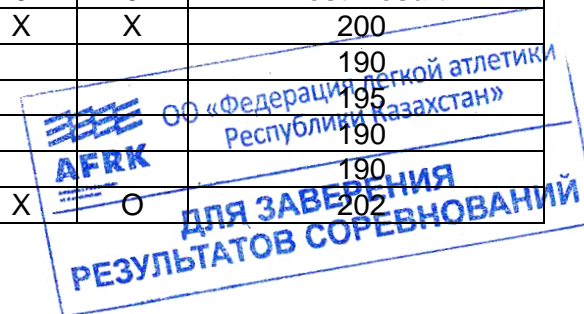 X X 200
190
195
190
190
X O 202
ОО «Федерация легкой атлетики
Республики Казахстан»
AFRK
ДЛЯ ЗАВЕРЕНИЯ
РЕЗУЛЬТАТОВ СОРЕВНОВАНИЙ